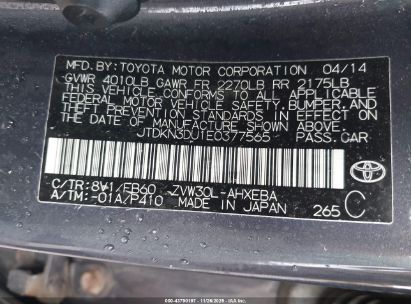 MFD. BY: TOYOTA MOTOR CORPORATION 04/14
GVWR 4010LB GAWR FR 2270LB RR 2175LB
THIS VEHICLE CONFORMS TO ALL APPLICABLE
FEDERAL MOTOR VEHICLE SAFETY, BUMPER, AND
THEFT PREVENTION STANDARDS IN EFFECT ON
THE DATE OF MANUFACTURE SHOWN ABOVE.
JTDKN3DU1E0377565 PASS.CAR
C/TR: 8V1/FB60 ZVW30L-AHXEBA
A/TM: -01A/P410 MADE IN JAPAN 265 C
TOYOTA